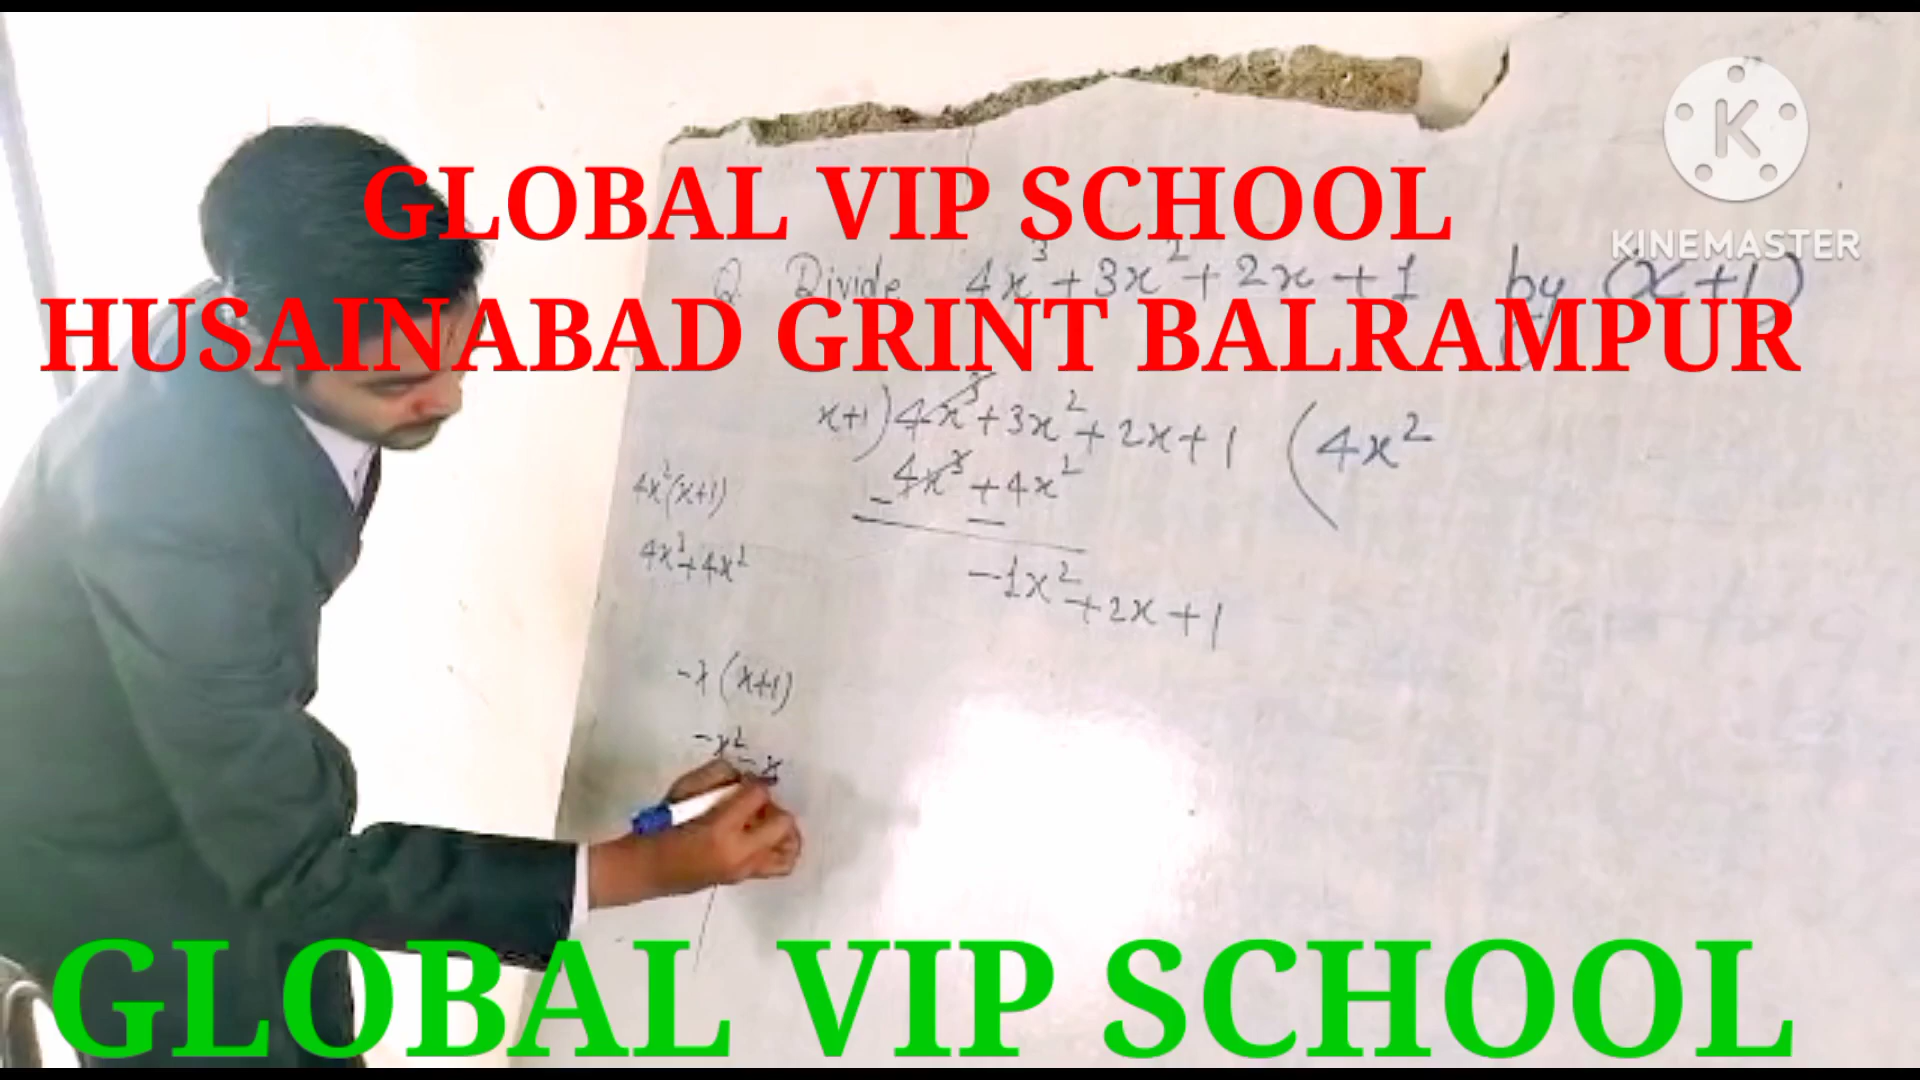 GLOBAL VIP SCHOOL
KINEMASTER
Q. Divide 4x³+3x²+2x+1 by (x+1)
HUSAINABAD GRINT BALRAMPUR
x+1)4x³+3x²+2x+1(4x²
4x²(x+1)
-4x³+4x²
-
4x³+4x²
-1x²+2x+1
-x(x+1)
-x²-x
GLOBAL VIP SCHOOL